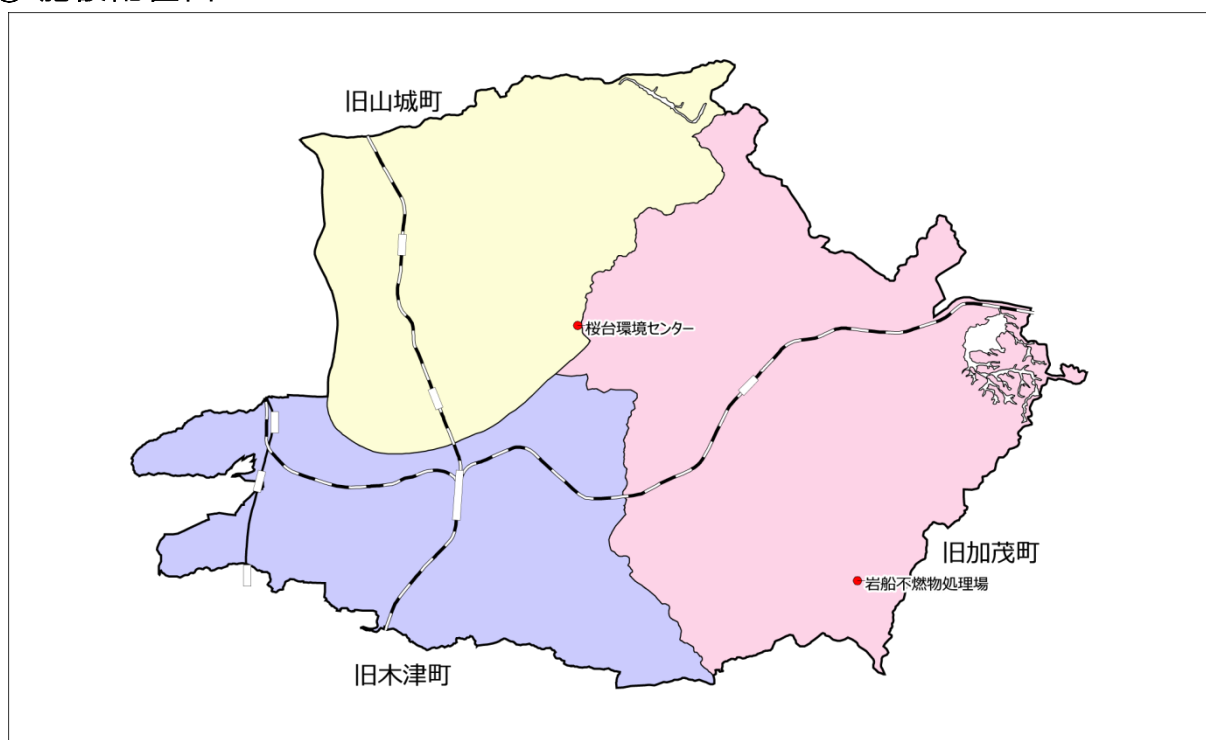 旧山城町
桜台環境センター
旧加茂町
岩船不燃物処理場
旧木津町